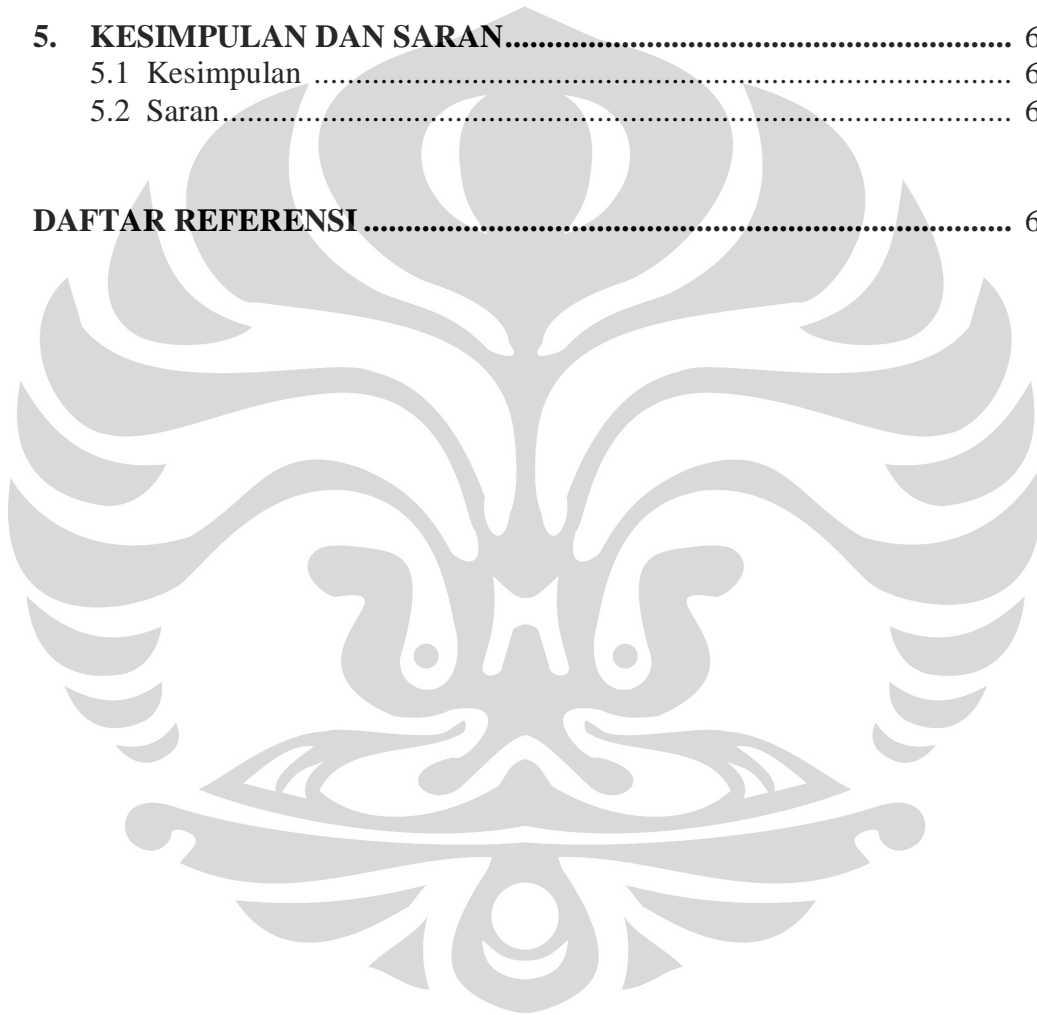 5. KESIMPULAN DAN SARAN........................................................... 6
5.1 Kesimpulan .................................................................................. 6
5.2 Saran............................................................................................. 6
DAFTAR REFERENSI ............................................................................. 6